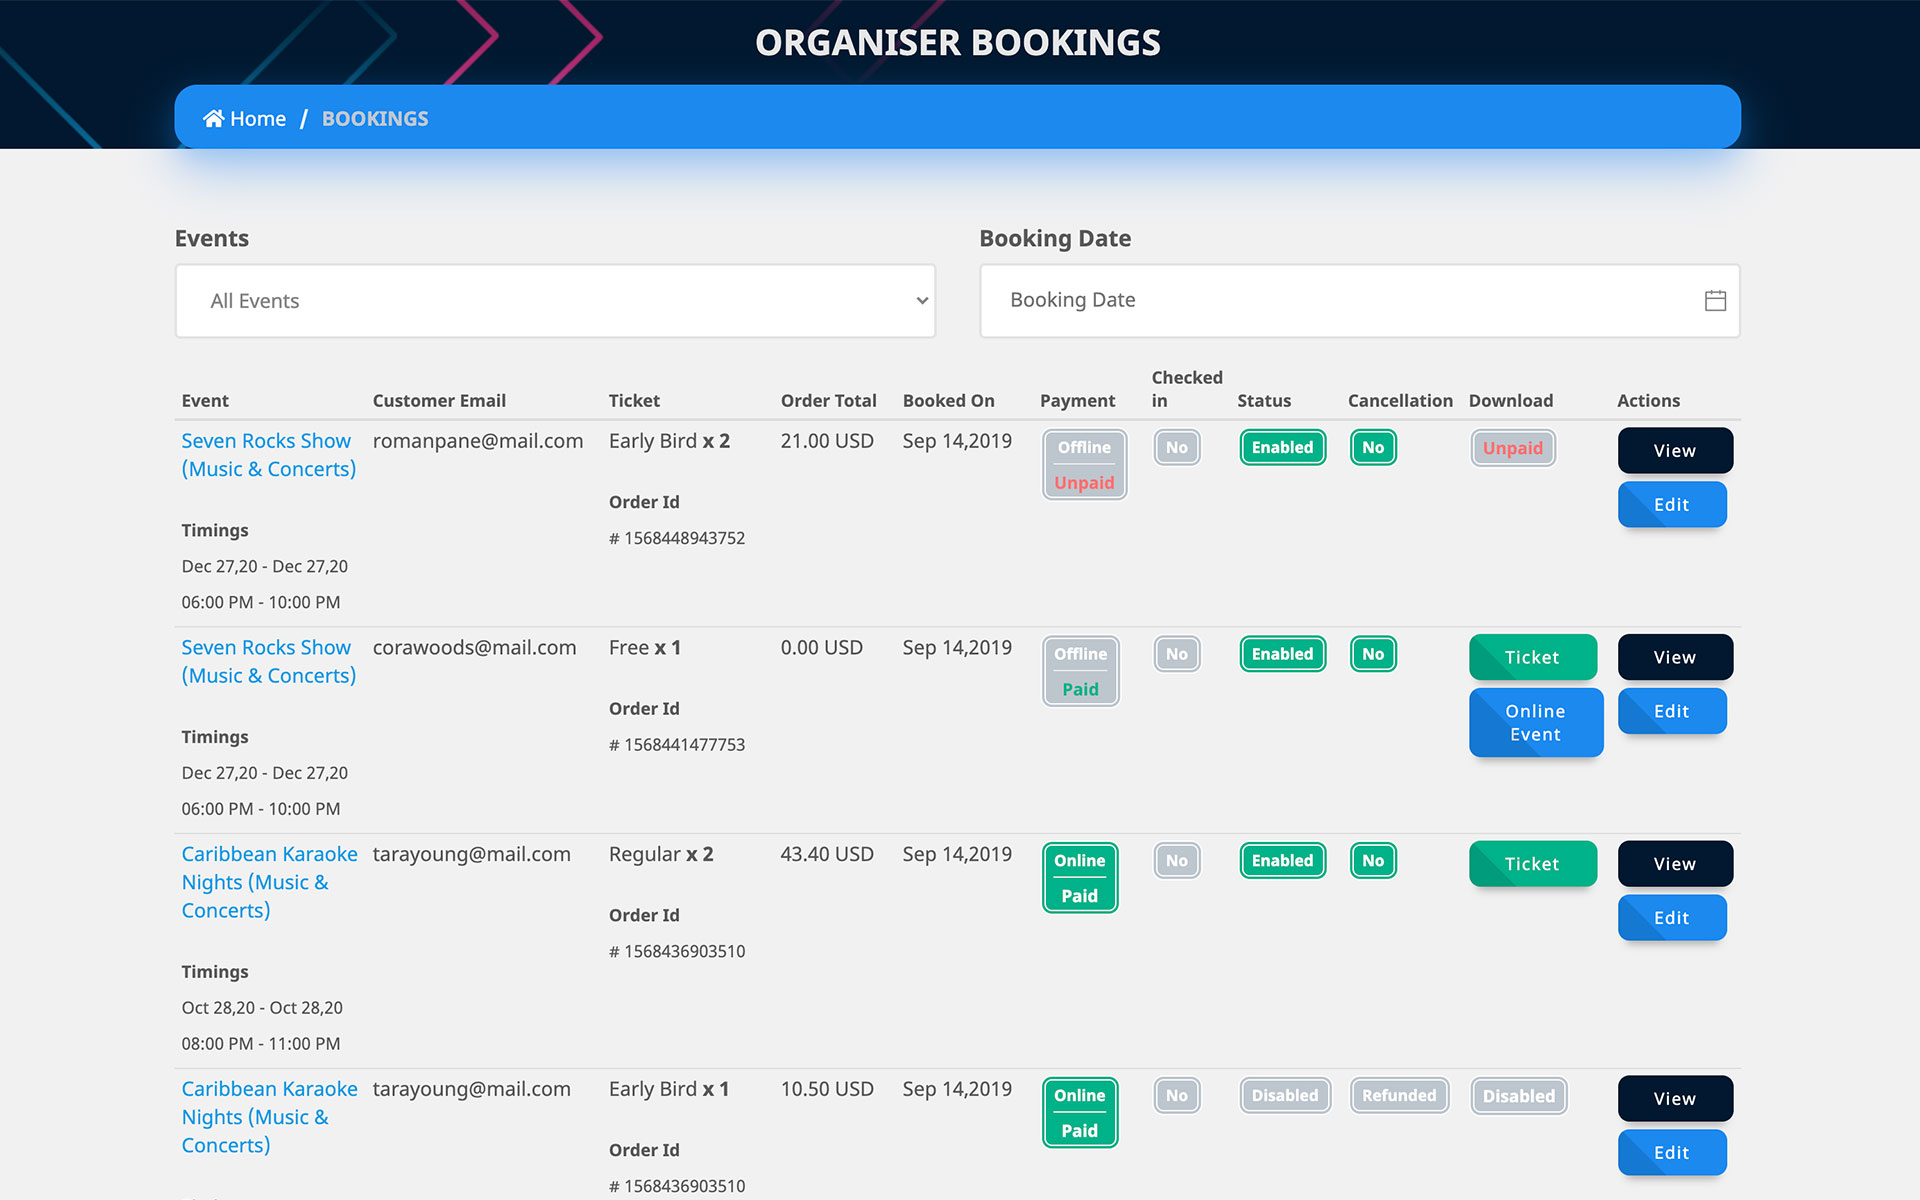 ORGANISER BOOKINGS
Home / BOOKINGS
Events
Booking Date
All Events
Booking Date
Event Customer Email Ticket Order Total Booked On Payment Checked in Status Cancellation Download Actions
Seven Rocks Show romanpane@mail.com Early Bird x 2 21.00 USD Sep 14,2019 Offline No Enabled No Unpaid View
(Music & Concerts)
Unpaid
Order Id Edit
Timings
# 1568448943752
Dec 27,20 - Dec 27,20
06:00 PM - 10:00 PM
Seven Rocks Show corawoods@mail.com Free x 1 0.00 USD Sep 14,2019 Offline No Enabled No Ticket View
(Music & Concerts)
Paid
Order Id Online Event Edit
Timings
# 1568441477753
Dec 27,20 - Dec 27,20
06:00 PM - 10:00 PM
Caribbean Karaoke tarayoung@mail.com Regular x 2 43.40 USD Sep 14,2019 Online No Enabled No Ticket View
Nights (Music &
Paid
Concerts)
Order Id Edit
# 1568436903510
Timings
Oct 28,20 - Oct 28,20
08:00 PM - 11:00 PM
Caribbean Karaoke tarayoung@mail.com Early Bird x 1 10.50 USD Sep 14,2019 Online No Disabled Refunded Disabled View
Nights (Music &
Paid
Concerts)
Order Id Edit
# 1568436903510